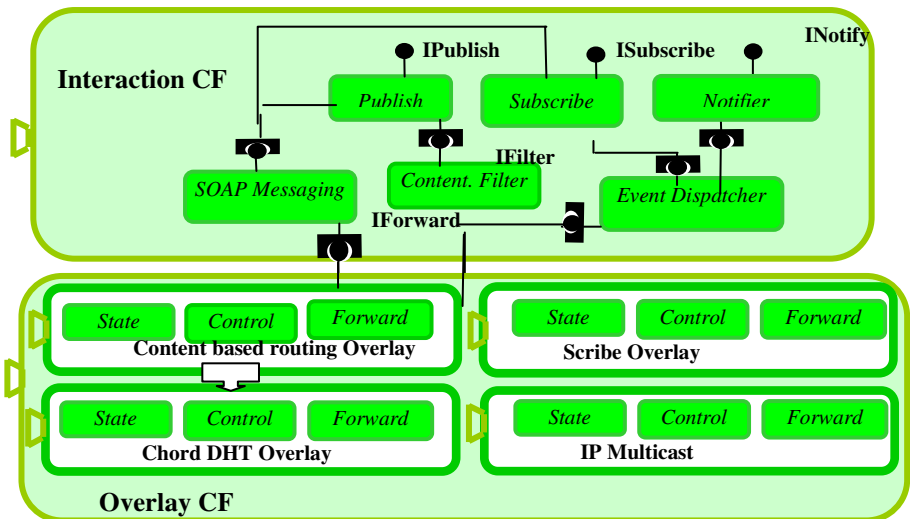 INotify
IPublish
ISubscribe
Interaction CF
Publish
Subscribe
Notifier
IFilter
SOAP Messaging
Content. Filter
Event Dispatcher
IForward
State
Control
Forward
Content based routing Overlay
State
Control
Forward
Scribe Overlay
State
Control
Forward
Chord DHT Overlay
State
Control
Forward
IP Multicast
Overlay CF